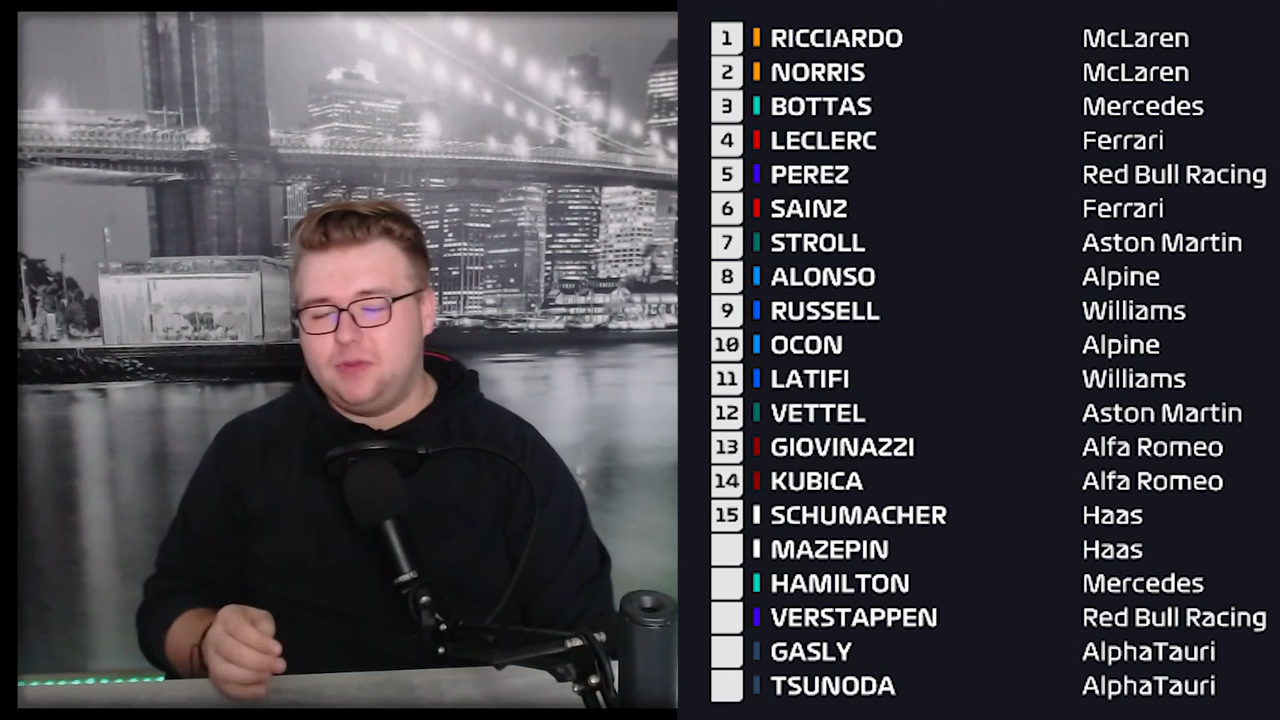 1 RICCIARDO McLaren
2 NORRIS McLaren
3 BOTTAS Mercedes
4 LECLERC Ferrari
5 PEREZ Red Bull Racing
6 SAINZ Ferrari
7 STROLL Aston Martin
8 ALONSO Alpine
9 RUSSELL Williams
10 OCON Alpine
11 LATIFI Williams
12 VETTEL Aston Martin
13 GIOVINAZZI Alfa Romeo
14 KUBICA Alfa Romeo
15 SCHUMACHER Haas
MAZEPIN Haas
HAMILTON Mercedes
VERSTAPPEN Red Bull Racing
GASLY AlphaTauri
TSUNODA AlphaTauri